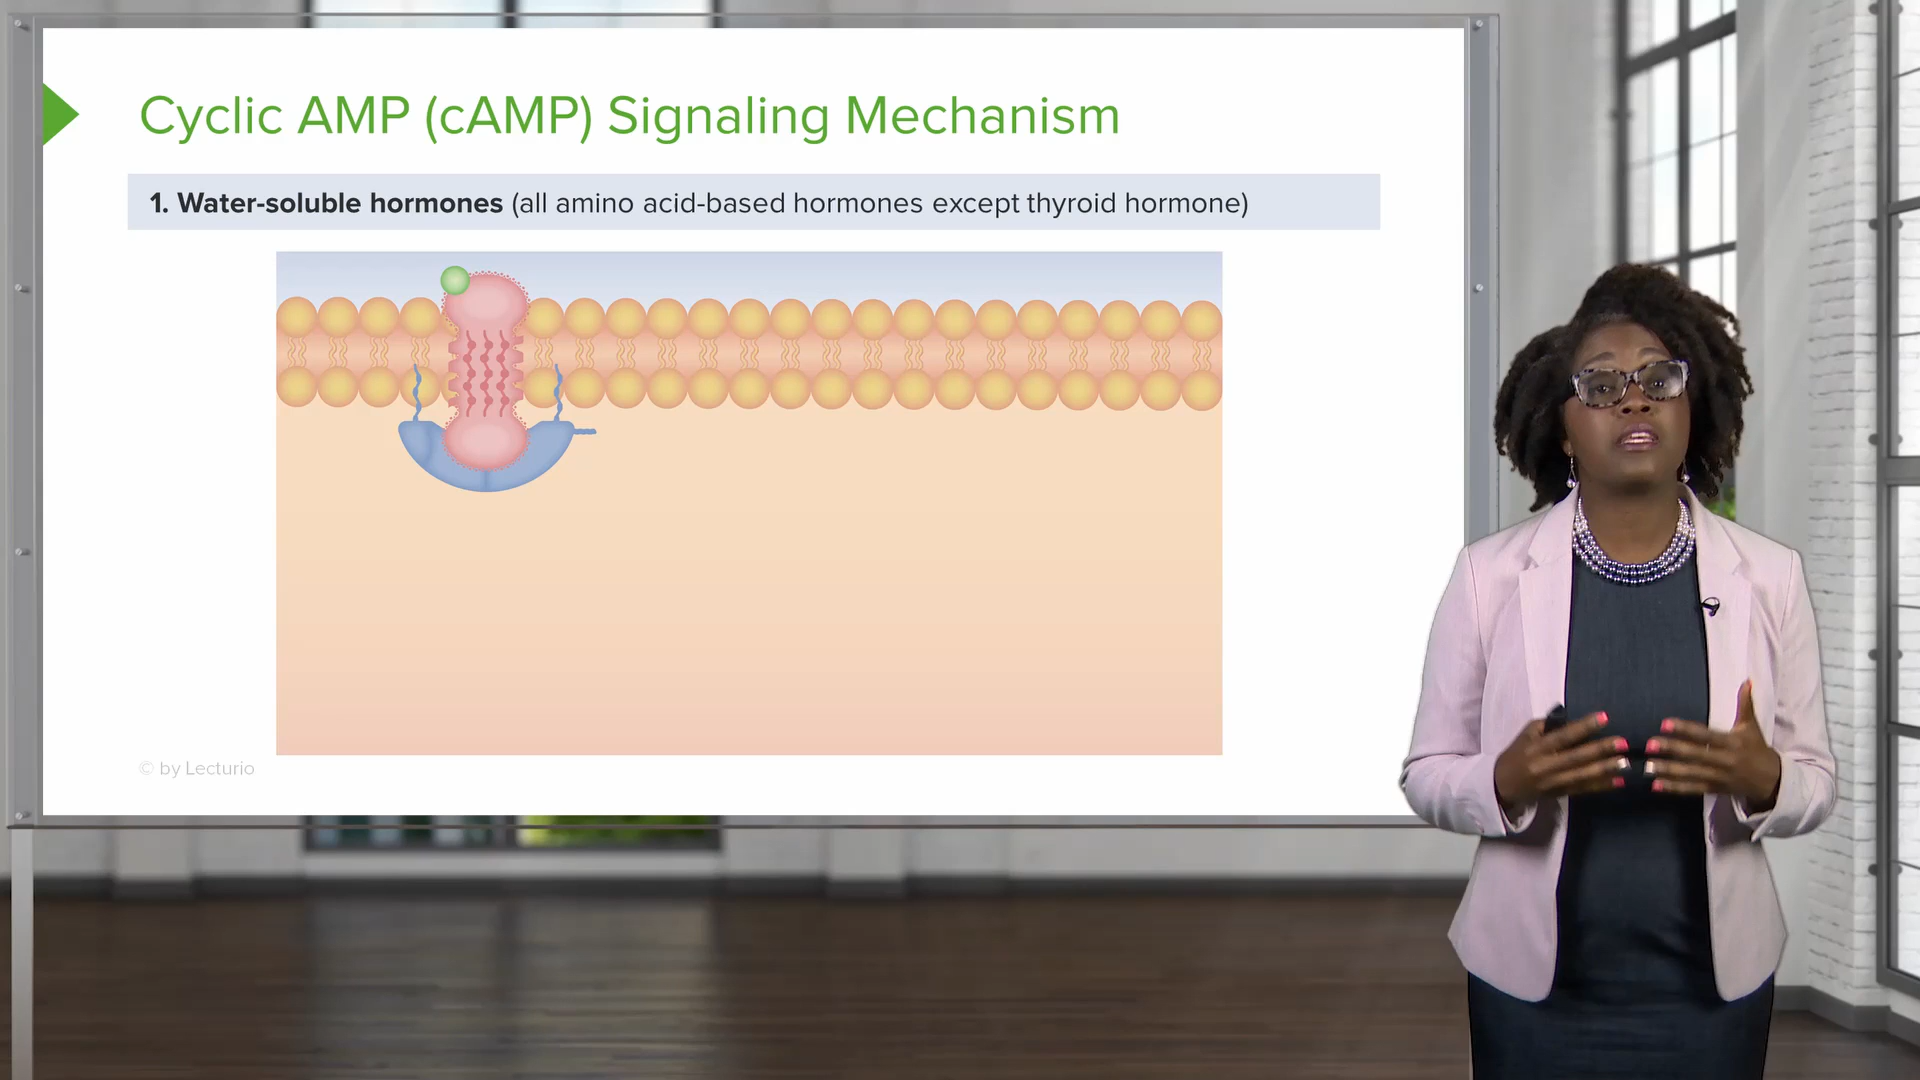 Cyclic AMP (cAMP) Signaling Mechanism
1. Water-soluble hormones (all amino acid-based hormones except thyroid hormone)
© by Lecturio